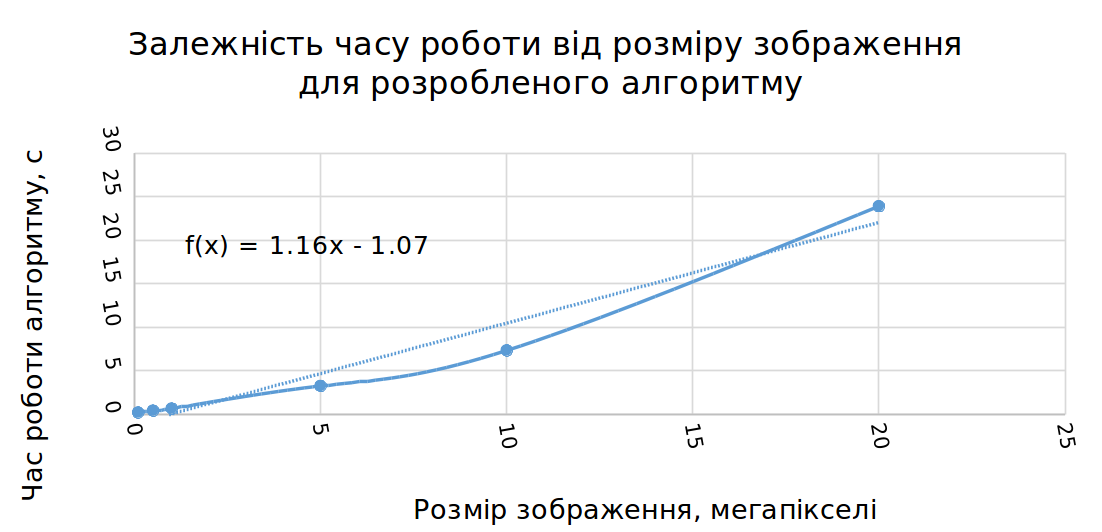 Залежність часу роботи від розміру зображення
для розробленого алгоритму
Час роботи алгоритму, с
30
25
20
15
10
5
0
f(x) = 1.16x - 1.07
0 5 10 15 20 25
Розмір зображення, мегапікселі